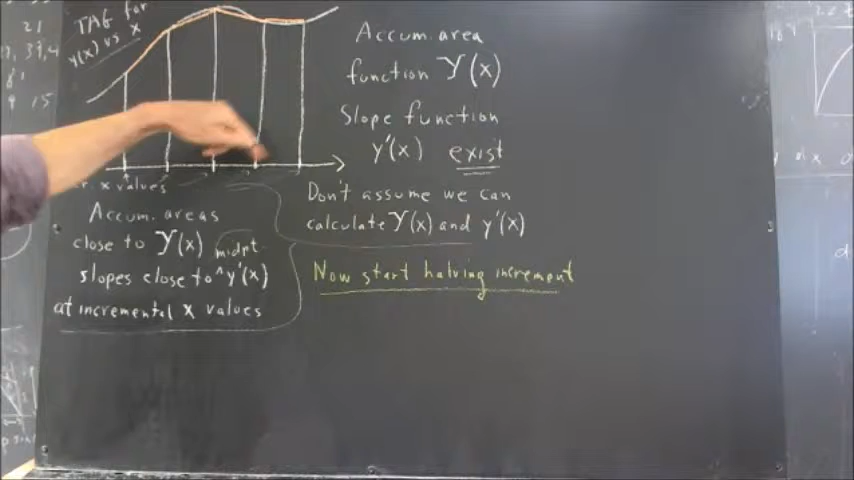 TAG for
y(x) vs x
Accum. area
function Y(x)
Slope function
y'(x) exist
x values
Accum. areas
close to Y(x) midpt.
slopes close to ^ y'(x)
at incremental x values
Don't assume we can
calculate Y(x) and y'(x)
Now start halving increment